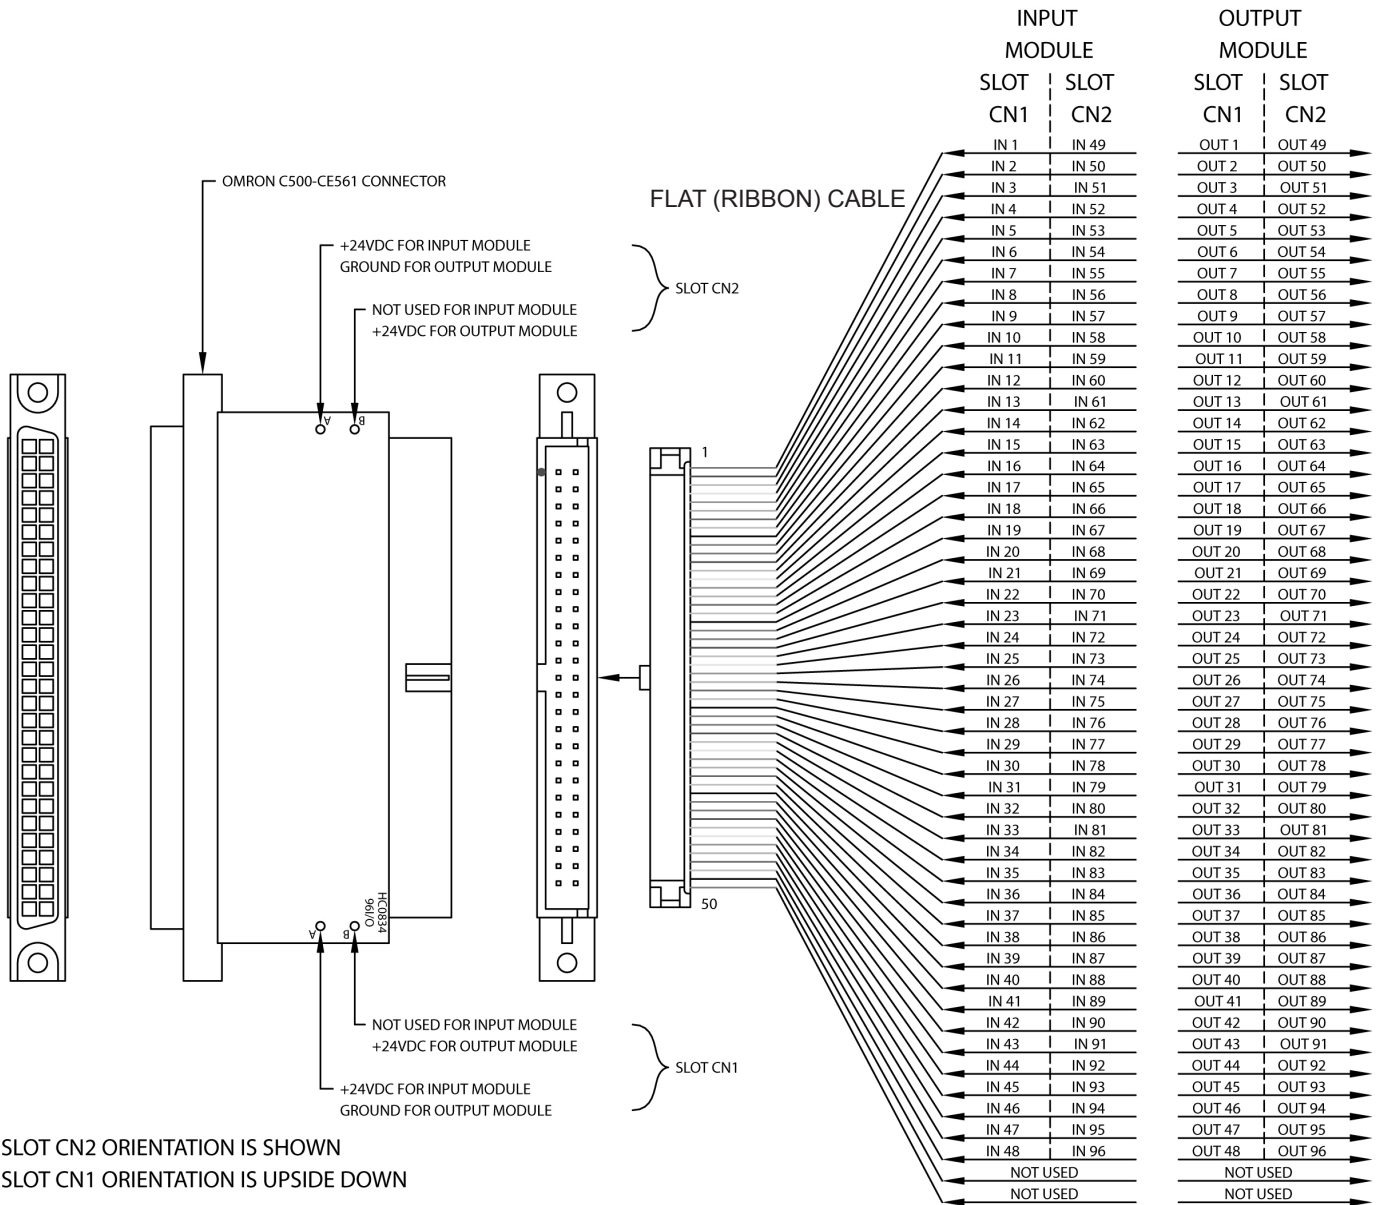 INPUT MODULE
OUTPUT MODULE
SLOT CN1
SLOT CN2
SLOT CN1
SLOT CN2
OMRON C500-CE561 CONNECTOR
FLAT (RIBBON) CABLE
+24VDC FOR INPUT MODULE
GROUND FOR OUTPUT MODULE
SLOT CN2
NOT USED FOR INPUT MODULE
+24VDC FOR OUTPUT MODULE
A
B
1
50
HC0834
96I/O
A
B
NOT USED FOR INPUT MODULE
+24VDC FOR OUTPUT MODULE
SLOT CN1
+24VDC FOR INPUT MODULE
GROUND FOR OUTPUT MODULE
SLOT CN2 ORIENTATION IS SHOWN
SLOT CN1 ORIENTATION IS UPSIDE DOWN
IN 1 IN 49 OUT 1 OUT 49
IN 2 IN 50 OUT 2 OUT 50
IN 3 IN 51 OUT 3 OUT 51
IN 4 IN 52 OUT 4 OUT 52
IN 5 IN 53 OUT 5 OUT 53
IN 6 IN 54 OUT 6 OUT 54
IN 7 IN 55 OUT 7 OUT 55
IN 8 IN 56 OUT 8 OUT 56
IN 9 IN 57 OUT 9 OUT 57
IN 10 IN 58 OUT 10 OUT 58
IN 11 IN 59 OUT 11 OUT 59
IN 12 IN 60 OUT 12 OUT 60
IN 13 IN 61 OUT 13 OUT 61
IN 14 IN 62 OUT 14 OUT 62
IN 15 IN 63 OUT 15 OUT 63
IN 16 IN 64 OUT 16 OUT 64
IN 17 IN 65 OUT 17 OUT 65
IN 18 IN 66 OUT 18 OUT 66
IN 19 IN 67 OUT 19 OUT 67
IN 20 IN 68 OUT 20 OUT 68
IN 21 IN 69 OUT 21 OUT 69
IN 22 IN 70 OUT 22 OUT 70
IN 23 IN 71 OUT 23 OUT 71
IN 24 IN 72 OUT 24 OUT 72
IN 25 IN 73 OUT 25 OUT 73
IN 26 IN 74 OUT 26 OUT 74
IN 27 IN 75 OUT 27 OUT 75
IN 28 IN 76 OUT 28 OUT 76
IN 29 IN 77 OUT 29 OUT 77
IN 30 IN 78 OUT 30 OUT 78
IN 31 IN 79 OUT 31 OUT 79
IN 32 IN 80 OUT 32 OUT 80
IN 33 IN 81 OUT 33 OUT 81
IN 34 IN 82 OUT 34 OUT 82
IN 35 IN 83 OUT 35 OUT 83
IN 36 IN 84 OUT 36 OUT 84
IN 37 IN 85 OUT 37 OUT 85
IN 38 IN 86 OUT 38 OUT 86
IN 39 IN 87 OUT 39 OUT 87
IN 40 IN 88 OUT 40 OUT 88
IN 41 IN 89 OUT 41 OUT 89
IN 42 IN 90 OUT 42 OUT 90
IN 43 IN 91 OUT 43 OUT 91
IN 44 IN 92 OUT 44 OUT 92
IN 45 IN 93 OUT 45 OUT 93
IN 46 IN 94 OUT 46 OUT 94
IN 47 IN 95 OUT 47 OUT 95
IN 48 IN 96 OUT 48 OUT 96
NOT USED NOT USED
NOT USED NOT USED